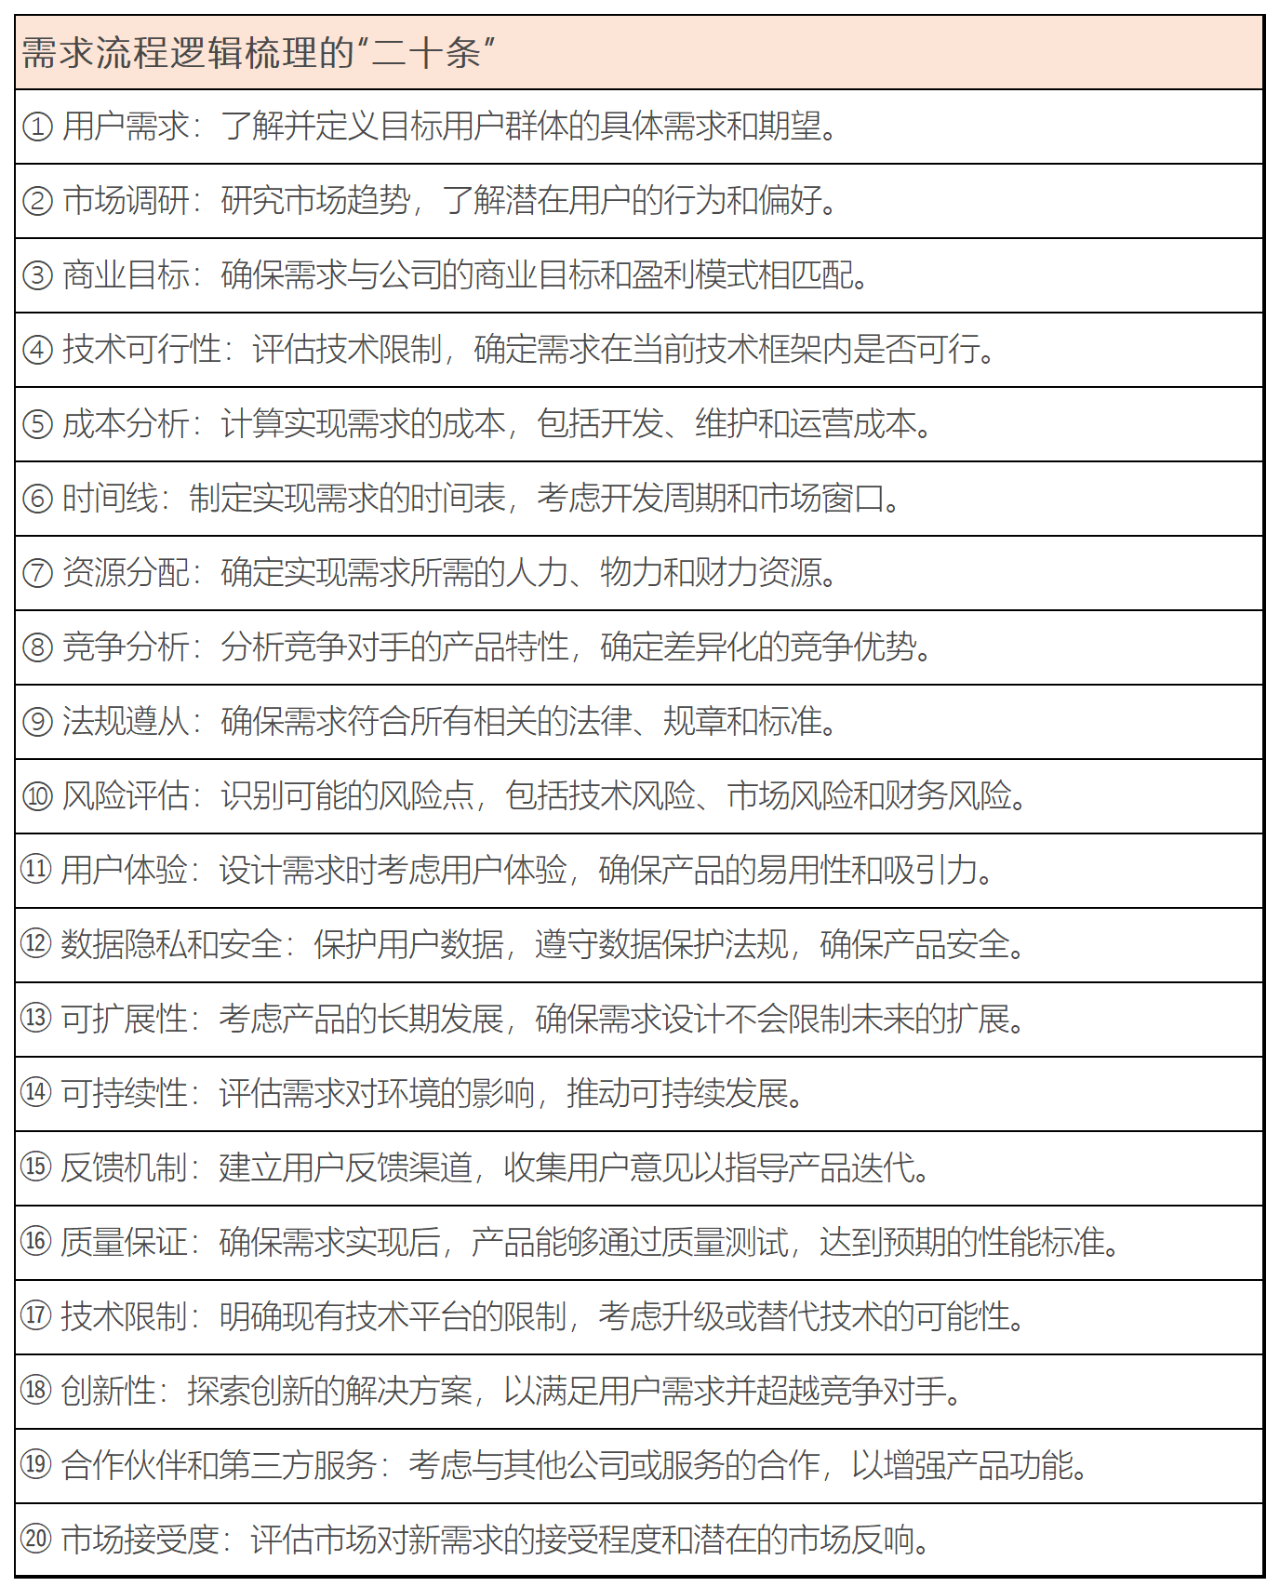 需求流程逻辑梳理的“二十条”
① 用户需求：了解并定义目标用户群体的具体需求和期望。
② 市场调研：研究市场趋势，了解潜在用户的行为和偏好。
③ 商业目标：确保需求与公司的商业目标和盈利模式相匹配。
④ 技术可行性：评估技术限制，确定需求在当前技术框架内是否可行。
⑤ 成本分析：计算实现需求的成本，包括开发、维护和运营成本。
⑥ 时间线：制定实现需求的时间表，考虑开发周期和市场窗口。
⑦ 资源分配：确定实现需求所需的人力、物力和财力资源。
⑧ 竞争分析：分析竞争对手的产品特性，确定差异化的竞争优势。
⑨ 法规遵从：确保需求符合所有相关的法律、规章和标准。
⑩ 风险评估：识别可能的风险点，包括技术风险、市场风险和财务风险。
⑪ 用户体验：设计需求时考虑用户体验，确保产品的易用性和吸引力。
⑫ 数据隐私和安全：保护用户数据，遵守数据保护法规，确保产品安全。
⑬ 可扩展性：考虑产品的长期发展，确保需求设计不会限制未来的扩展。
⑭ 可持续性：评估需求对环境的影响，推动可持续发展。
⑮ 反馈机制：建立用户反馈渠道，收集用户意见以指导产品迭代。
⑯ 质量保证：确保需求实现后，产品能够通过质量测试，达到预期的性能标准。
⑰ 技术限制：明确现有技术平台的限制，考虑升级或替代技术的可能性。
⑱ 创新性：探索创新的解决方案，以满足用户需求并超越竞争对手。
⑲ 合作伙伴和第三方服务：考虑与其他公司或服务的合作，以增强产品功能。
⑳ 市场接受度：评估市场对新需求的接受程度和潜在的市场反响。